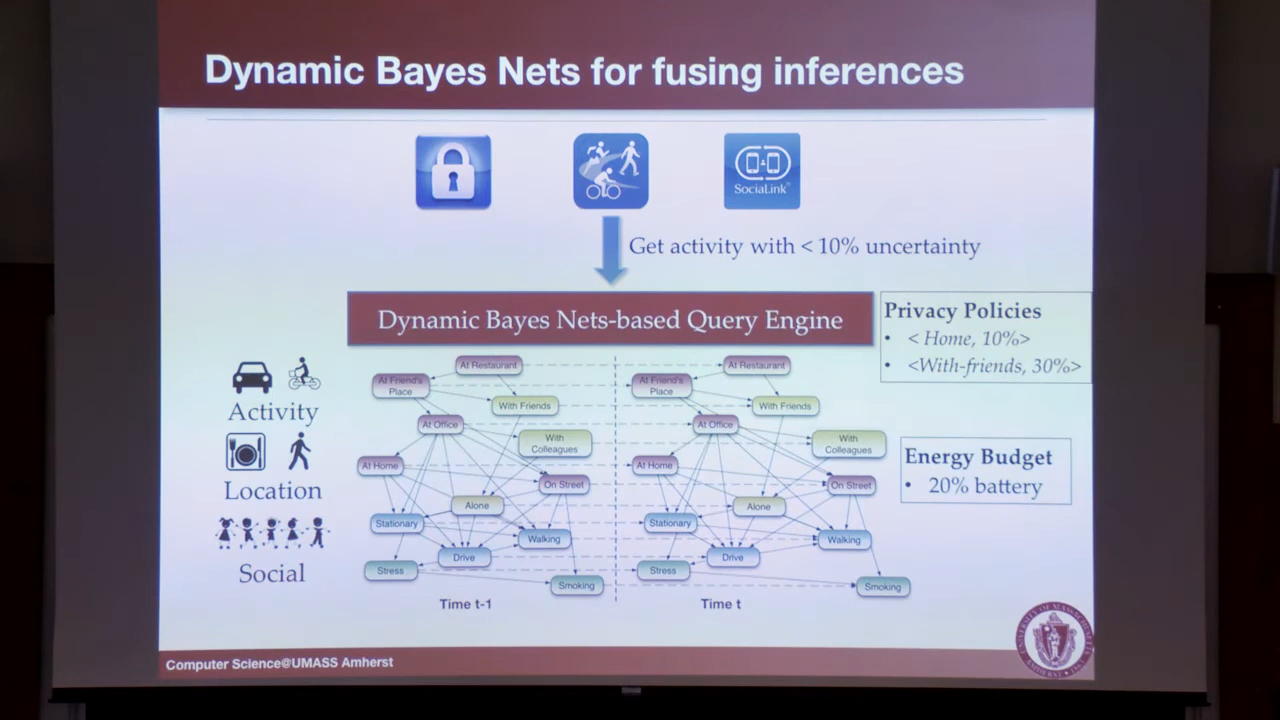 Dynamic Bayes Nets for fusing inferences
SociaLink
Get activity with < 10% uncertainty
Dynamic Bayes Nets-based Query Engine
Privacy Policies
• < Home, 10%>
• <With-friends, 30%>
Energy Budget
• 20% battery
Activity
Location
Social
At Restaurant
At Friend's
Place
With Friends
At Office
With
Colleagues
At Home
On Street
Alone
Stationary
Walking
Drive
Stress
Smoking
Time t-1
At Restaurant
At Friend's
Place
With Friends
At Office
With
Colleagues
At Home
On Street
Alone
Stationary
Walking
Drive
Stress
Smoking
Time t
Computer Science@UMASS Amherst